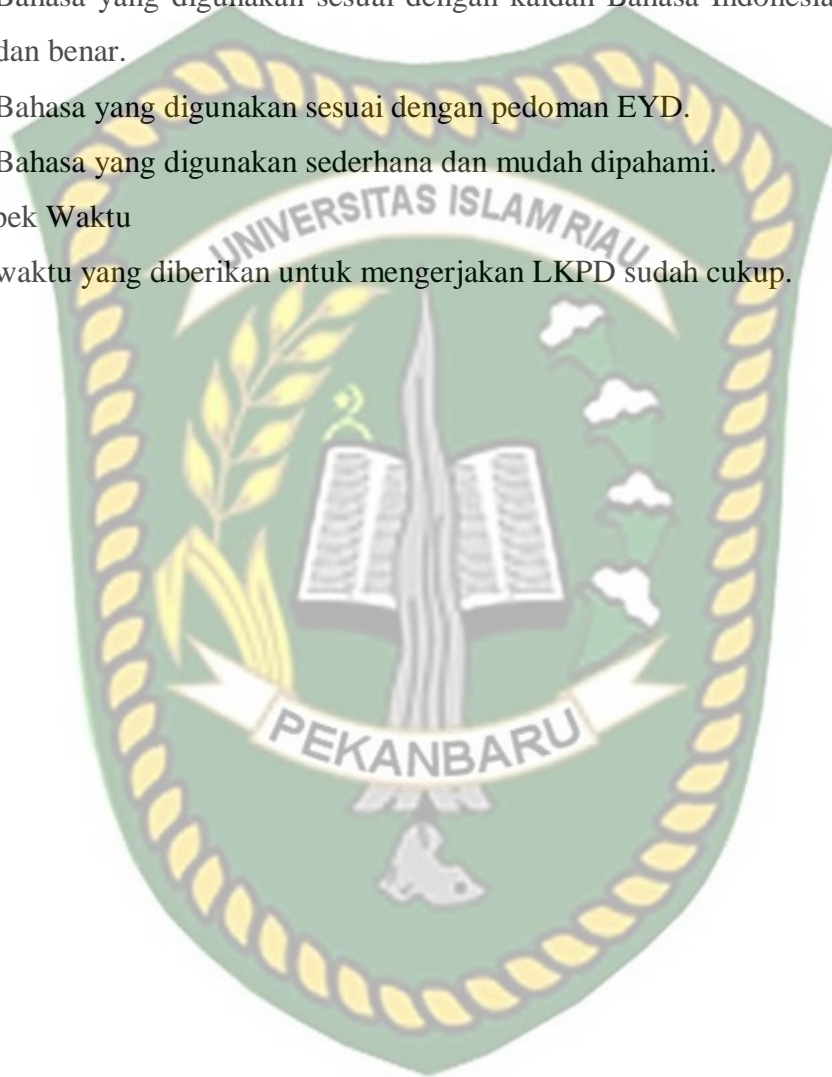 Bahasa yang digunakan sesuai dengan kaidah Bahasa Indonesia
dan benar.
Bahasa yang digunakan sesuai dengan pedoman EYD.
Bahasa yang digunakan sederhana dan mudah dipahami.
pek Waktu
waktu yang diberikan untuk mengerjakan LKPD sudah cukup.
UNIVERSITAS ISLAM RIAU
PEKANBARU